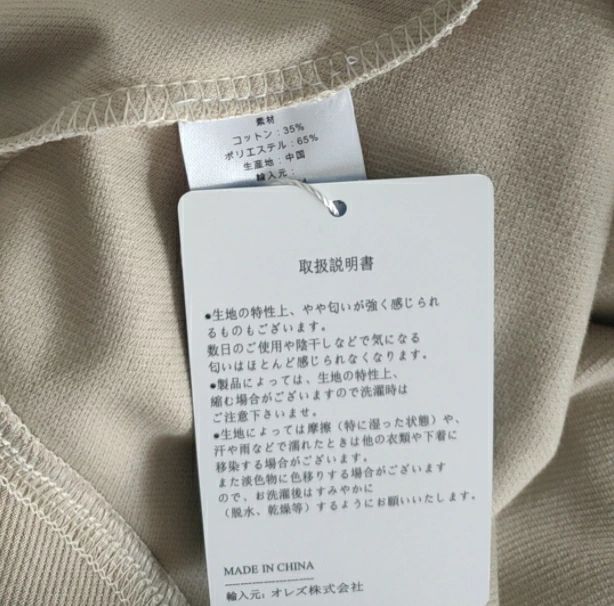 素材
コットン：35%
ポリエステル：65%
生産地：中国
輸入元：
取扱説明書
●生地の特性上、やや匂いが強く感じられ
るものもございます。
数日のご使用や陰干しなどで気になる
匂いはほとんど感じられなくなります。
●製品によっては、生地の特性上、
縮む場合がございますので洗濯時は
ご注意下さいませ。
●生地によっては摩擦（特に湿った状態）や、
汗や雨などで濡れたときは他の衣類や下着に
移染する場合がございます。
また淡色物に色移りする場合がございます
ので、お洗濯後はすみやかに
（脱水、乾燥等）するようにお願いいたします。
MADE IN CHINA
輸入元：オレズ株式会社